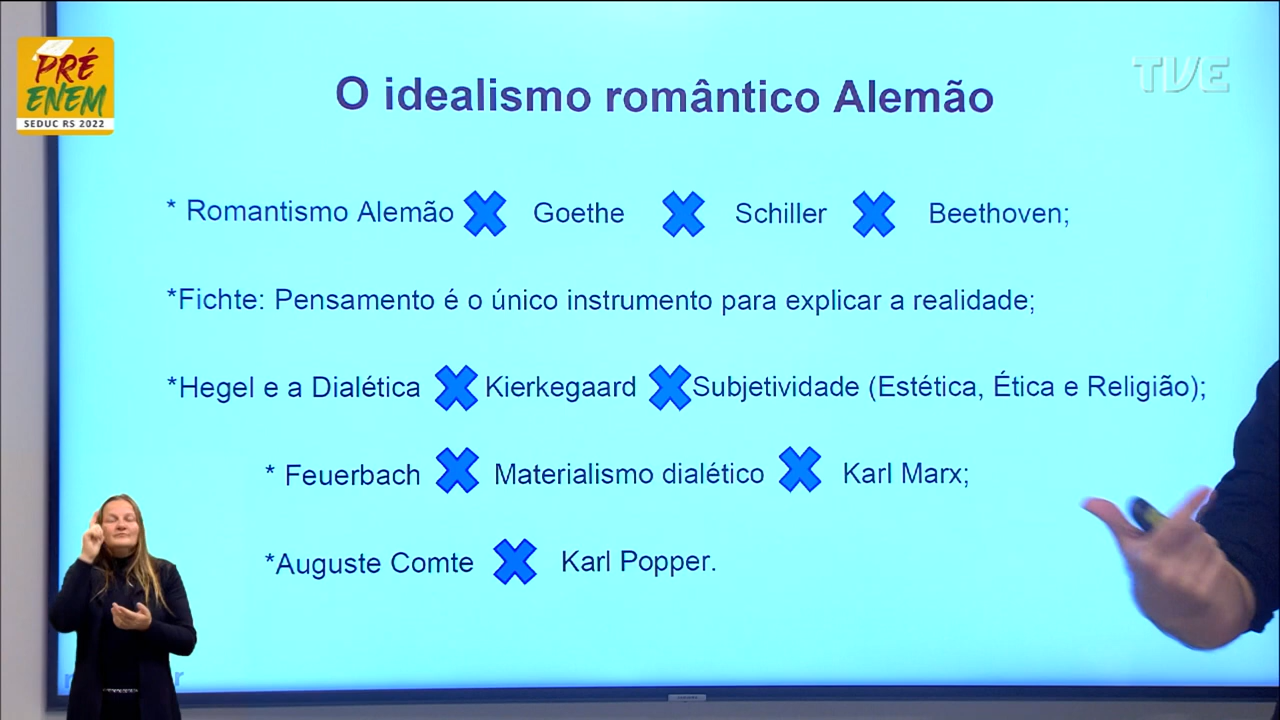 PRÉ
ENEM
SEDUC RS 2022
TVE
O idealismo romântico Alemão
* Romantismo Alemão Goethe Schiller Beethoven;
*Fichte: Pensamento é o único instrumento para explicar a realidade;
*Hegel e a Dialética Kierkegaard Subjetividade (Estética, Ética e Religião);
* Feuerbach Materialismo dialético Karl Marx;
*Auguste Comte Karl Popper.